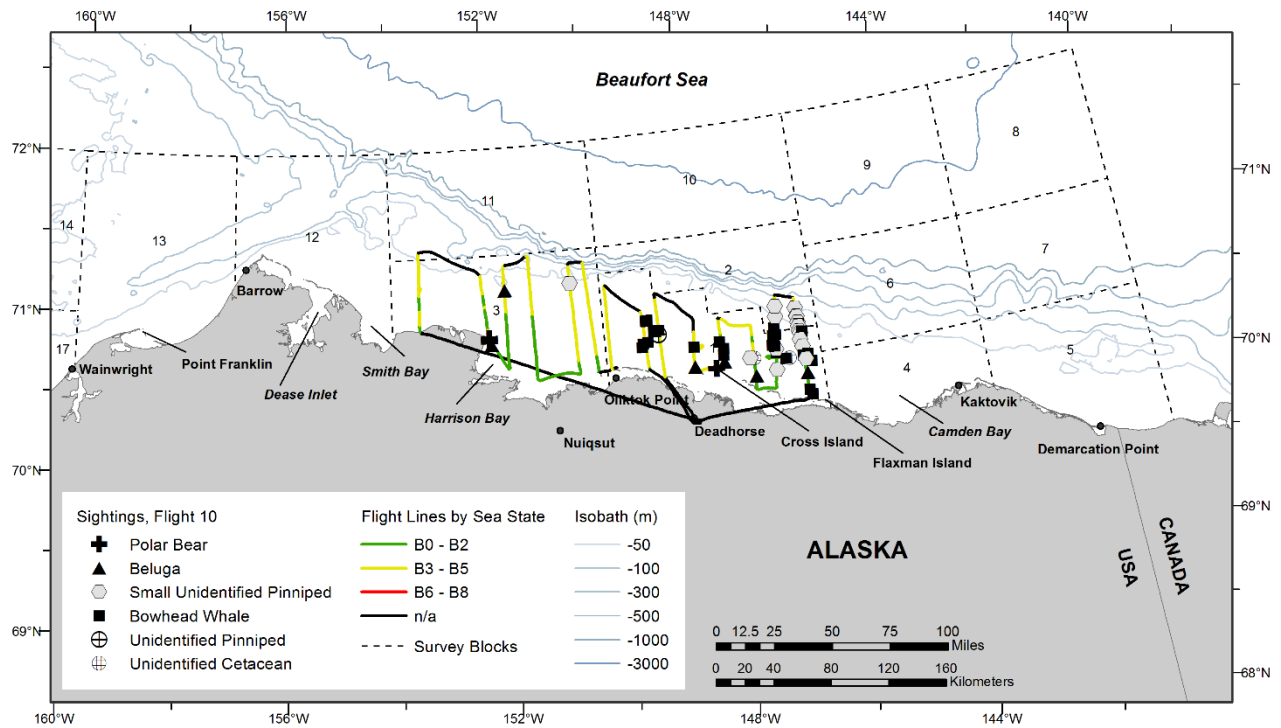 160°W 156°W 152°W 148°W 144°W 140°W
Beaufort Sea
8
9
72°N
71°N
10
11
14
13
12
7
2
6
3
Barrow
71°N
70°N
5
17
Point Franklin
Wainwright
Smith Bay
4
Dease Inlet
Kaktovik
Oliktok Point
Harrison Bay
Deadhorse
Nuiqsut
Cross Island
Camden Bay
Demarcation Point
Flaxman Island
70°N
69°N
Sightings, Flight 10
Polar Bear
Beluga
Small Unidentified Pinniped
Bowhead Whale
Unidentified Pinniped
Unidentified Cetacean
Flight Lines by Sea State
B0 - B2
B3 - B5
B6 - B8
n/a
Survey Blocks
Isobath (m)
-50
-100
-300
-500
-1000
-3000
ALASKA
USA
CANADA
0 12.5 25 50 75 100
Miles
0 20 40 80 120 160
Kilometers
69°N
68°N
160°W 156°W 152°W 148°W 144°W